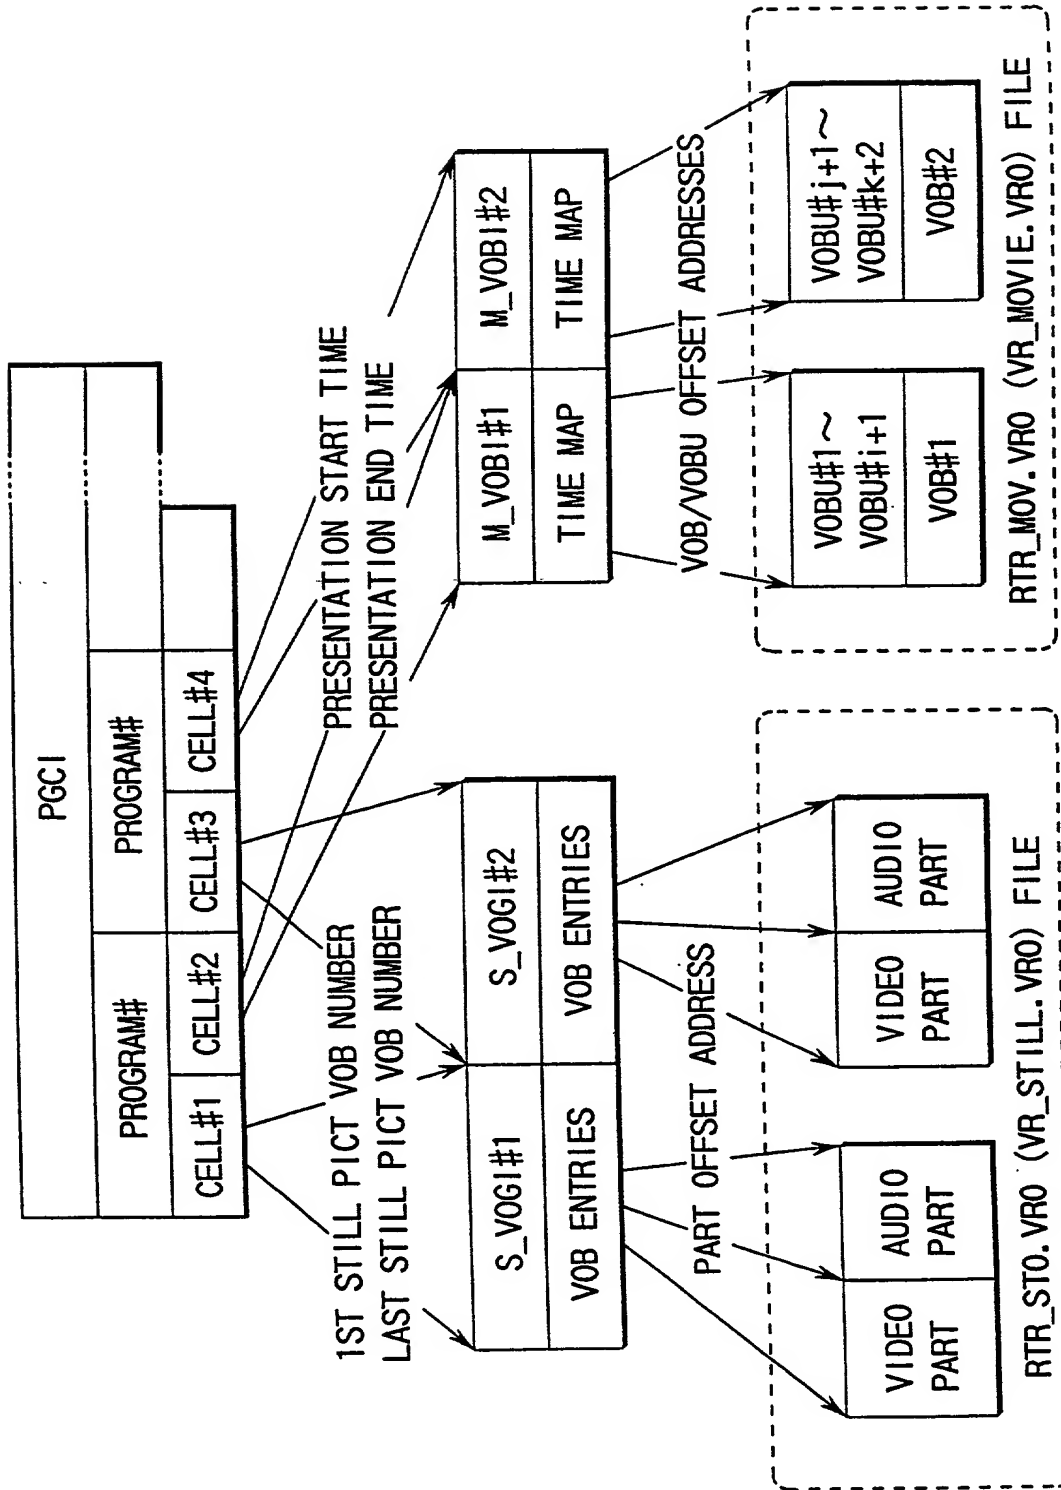 PGCI
PROGRAM#
PROGRAM#
CELL#1
CELL#2
CELL#3
CELL#4
1ST STILL PICT VOB NUMBER
LAST STILL PICT VOB NUMBER
PRESENTATION START TIME
PRESENTATION END TIME
S_VOGI#1
S_VOGI#2
VOB ENTRIES
VOB ENTRIES
M_VOBI#1
M_VOBI#2
TIME MAP
TIME MAP
PART OFFSET ADDRESS
VOB/VOBU OFFSET ADDRESSES
VIDEO
PART
AUDIO
PART
VIDEO
PART
AUDIO
PART
VOBU#1~
VOBU#i+1
VOB#1
VOBU#j+1~
VOBU#k+2
VOB#2
RTR_STO.VRO (VR_STILL.VRO) FILE
RTR_MOV.VRO (VR_MOVIE.VRO) FILE